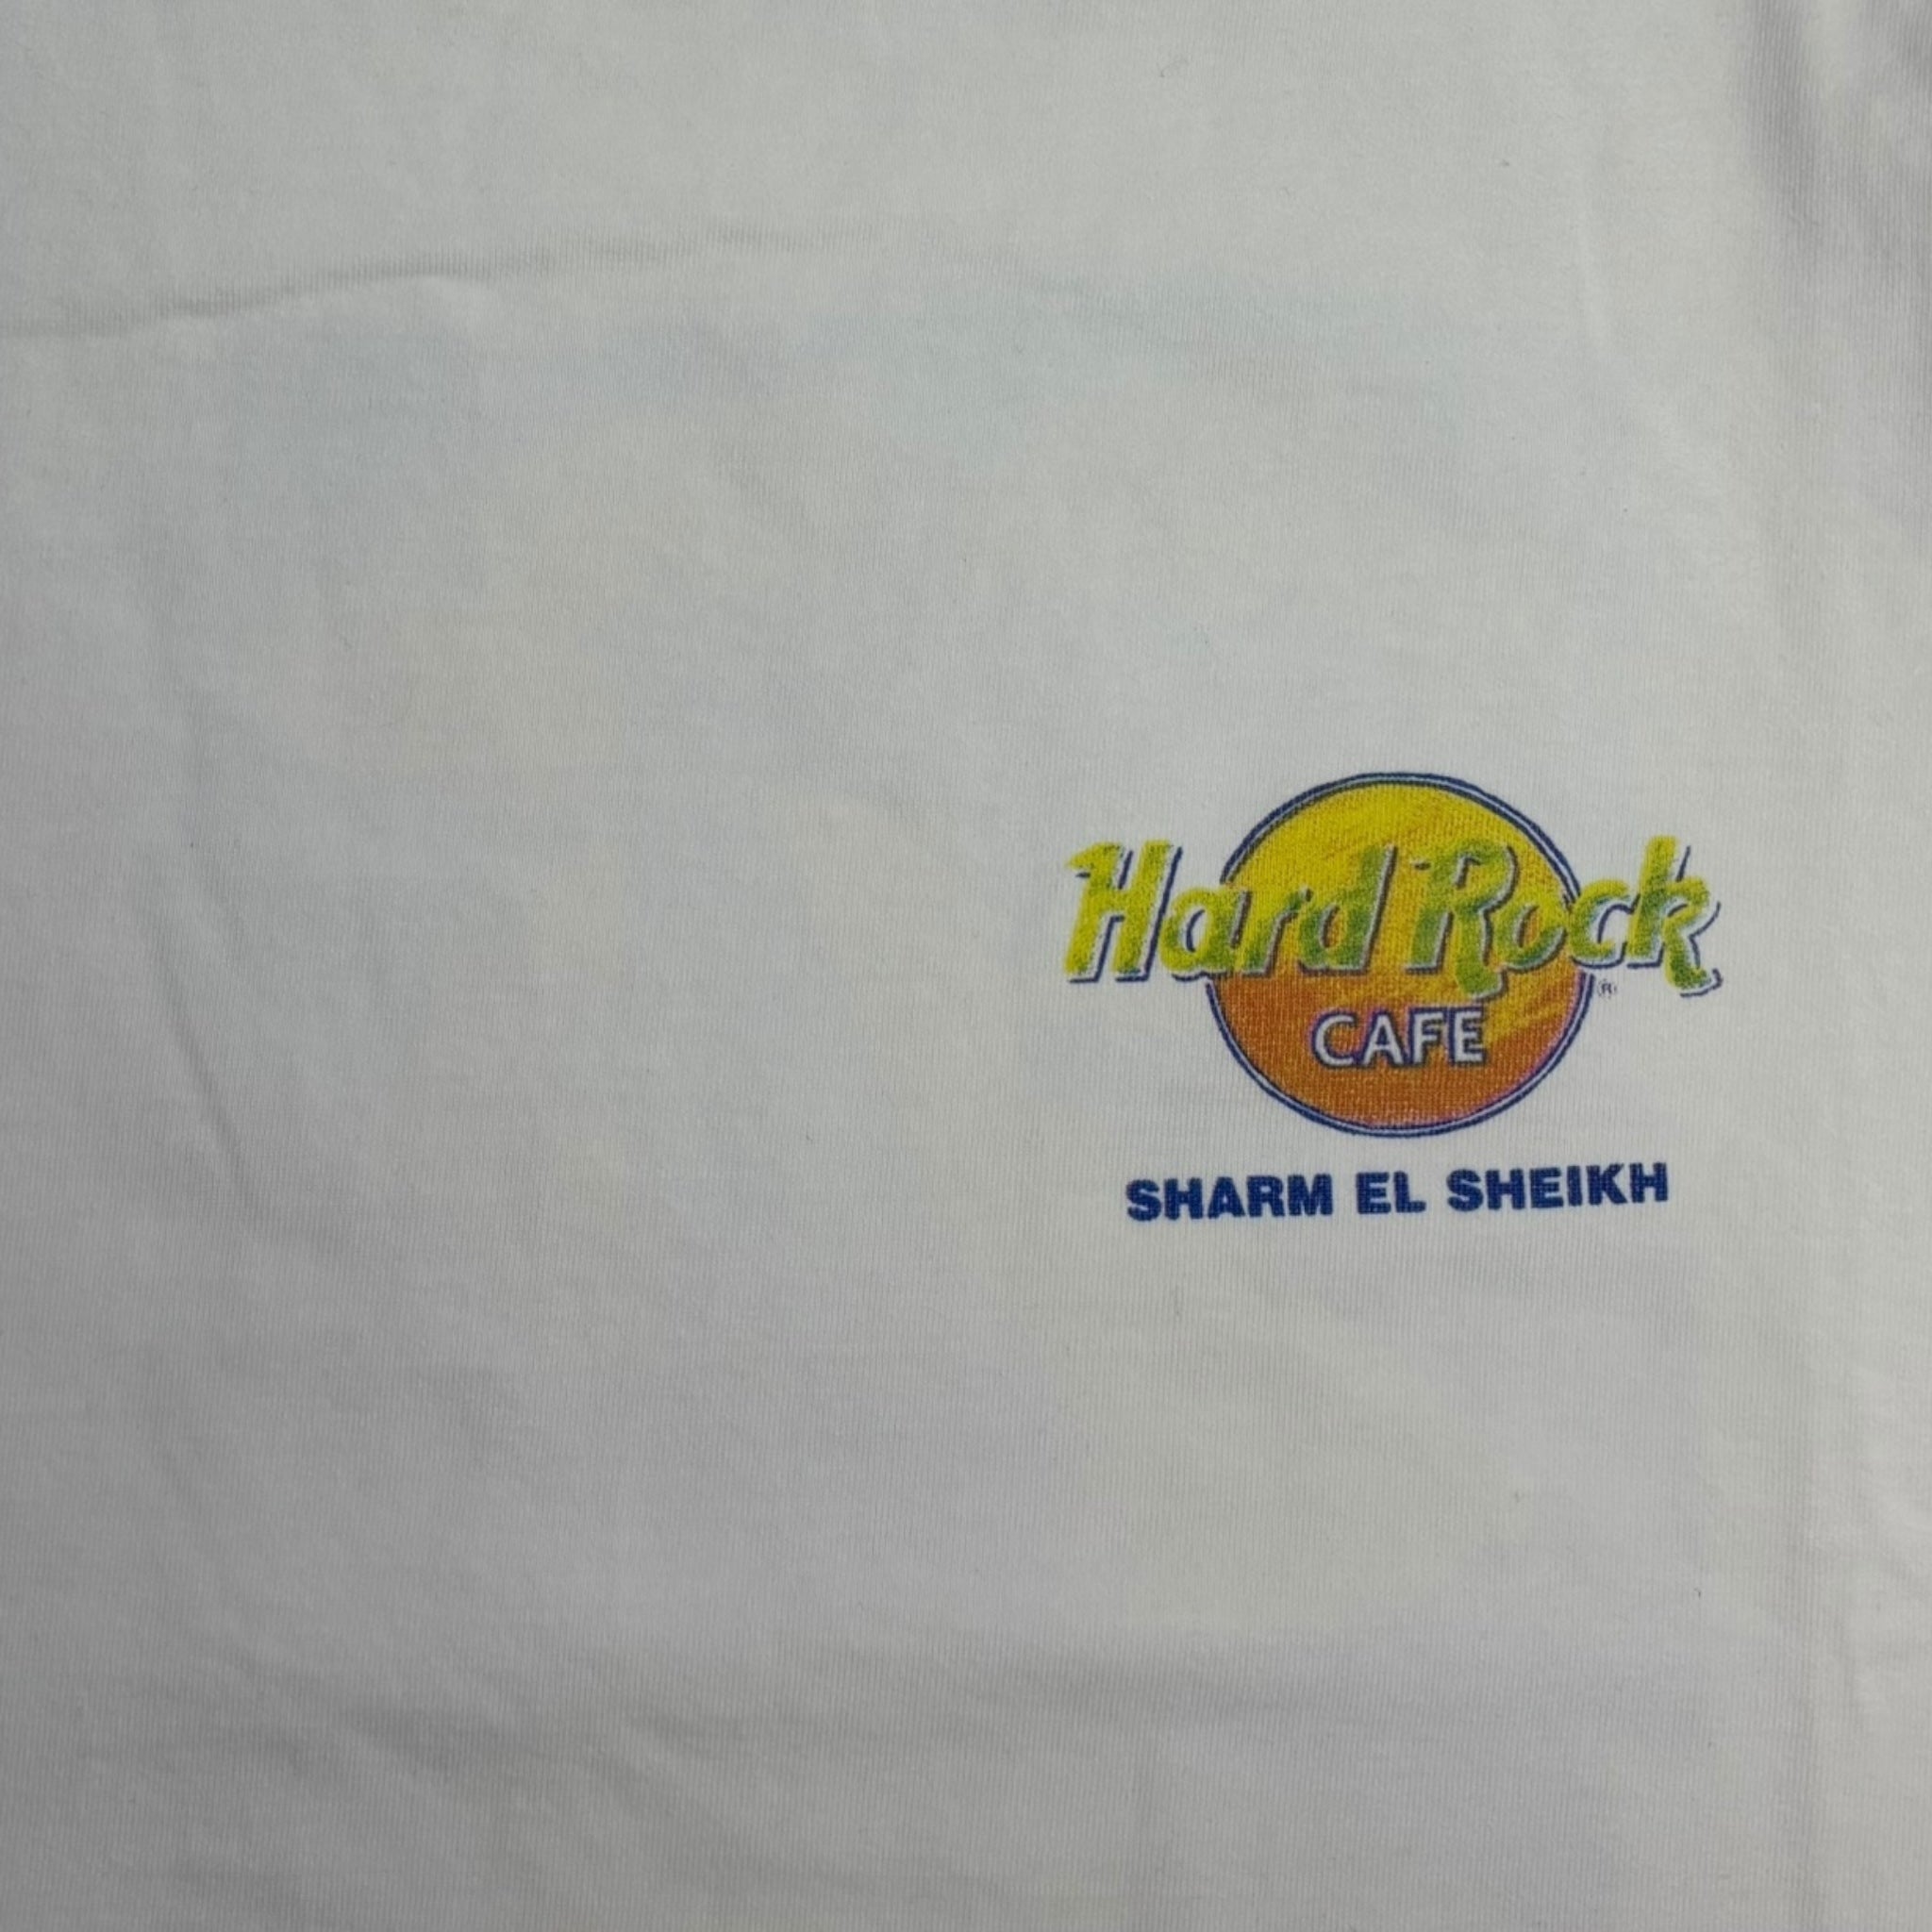 Hard Rock
®
CAFE
SHARM EL SHEIKH